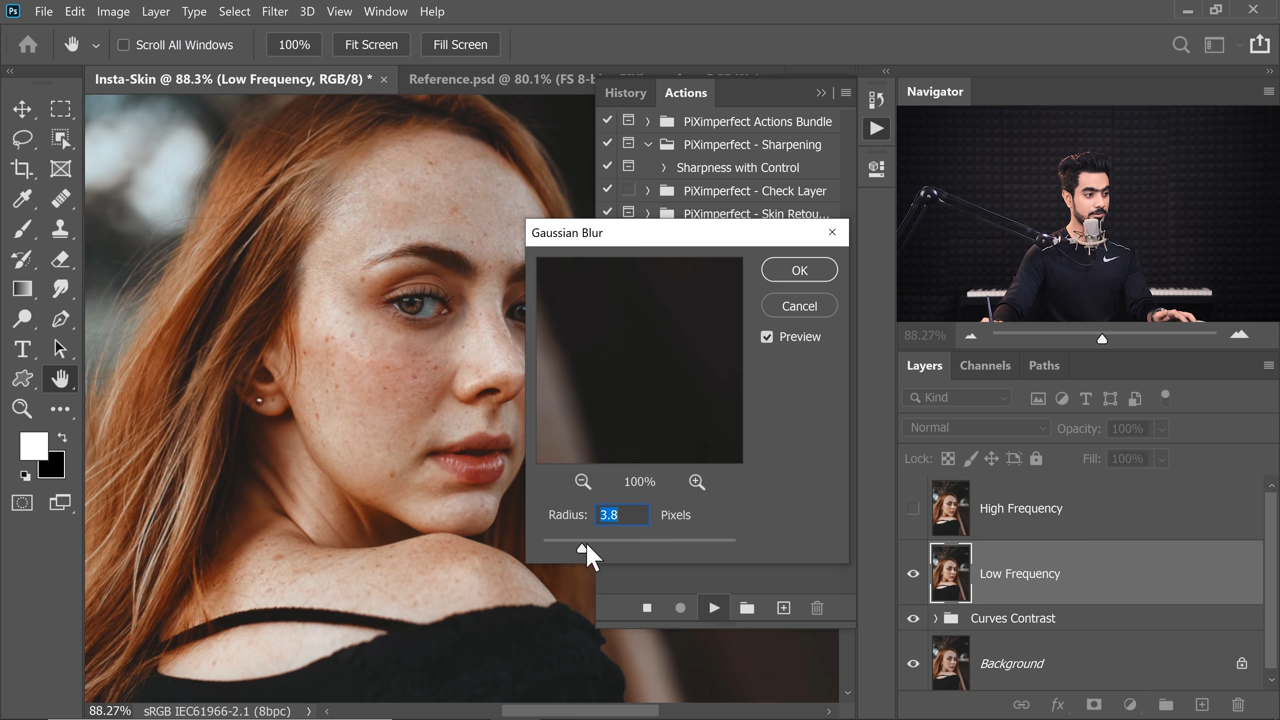 Ps File Edit Image Layer Type Select Filter 3D View Window Help
Scroll All Windows 100% Fit Screen Fill Screen
Insta-Skin @ 88.3% (Low Frequency, RGB/8) * × Reference.psd @ 80.1% (FS 8-b
History Actions
PiXimperfect Actions Bundle
PiXimperfect - Sharpening
Sharpness with Control
PiXimperfect - Check Layer
PiXimperfect - Skin Retou...
Gaussian Blur
OK
Cancel
Preview
100%
Radius: 3.8 Pixels
Navigator
88.27%
Layers Channels Paths
Kind
Normal Opacity: 100%
Lock: Fill: 100%
High Frequency
Low Frequency
Curves Contrast
Background
fx
88.27% sRGB IEC61966-2.1 (8bpc)